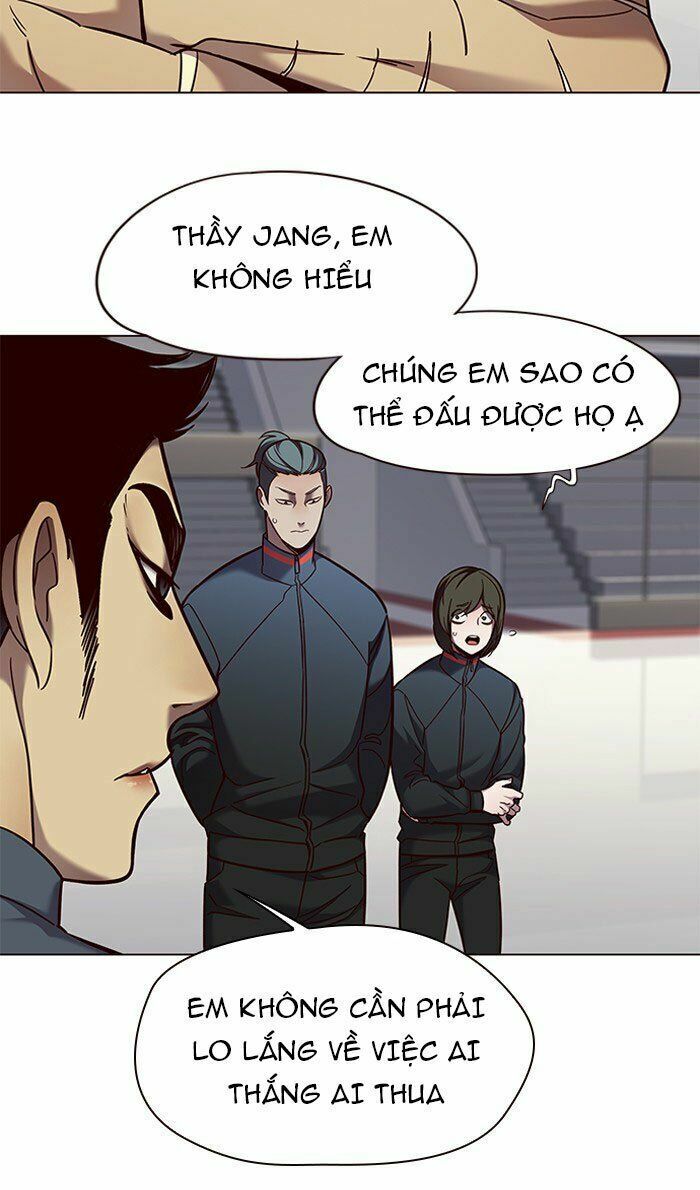 THẦY JANG, EM
KHÔNG HIỂU
CHÚNG EM SAO CÓ
THỂ ĐẤU ĐƯỢC HỌ Ạ
EM KHÔNG CẦN PHẢI
LO LẮNG VỀ VIỆC AI
THẮNG AI THUA